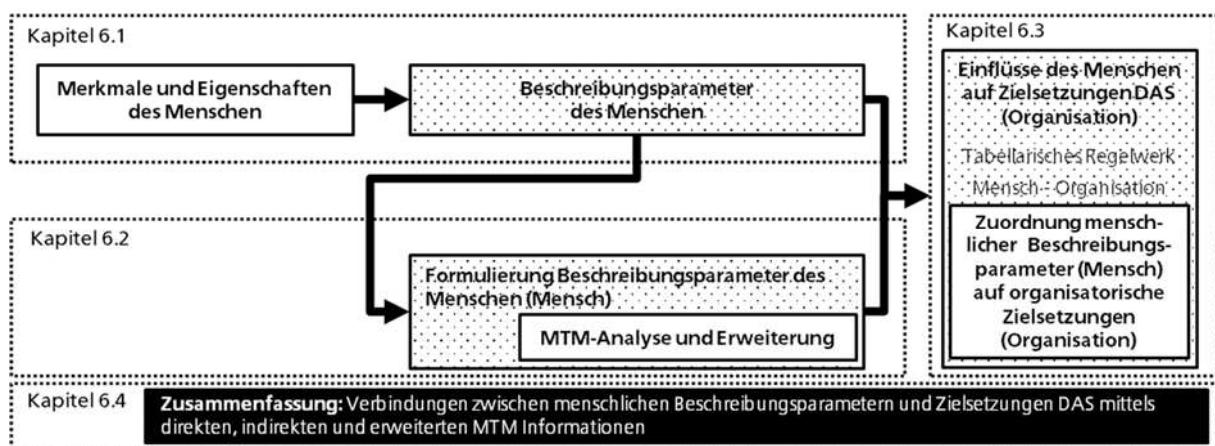 Kapitel 6.1
Merkmale und Eigenschaften
des Menschen
Beschreibungsparameter
des Menschen
Kapitel 6.2
Formulierung Beschreibungsparameter des
Menschen (Mensch)
MTM-Analyse und Erweiterung
Kapitel 6.3
Einflüsse des Menschen
auf Zielsetzungen DAS
(Organisation)
Tabellarisches Regelwerk
Mensch - Organisation
Zuordnung mensch-
licher Beschreibungs-
parameter (Mensch)
auf organisatorische
Zielsetzungen
(Organisation)
Kapitel 6.4
Zusammenfassung: Verbindungen zwischen menschlichen Beschreibungsparametern und Zielsetzungen DAS mittels
direkten, indirekten und erweiterten MTM Informationen